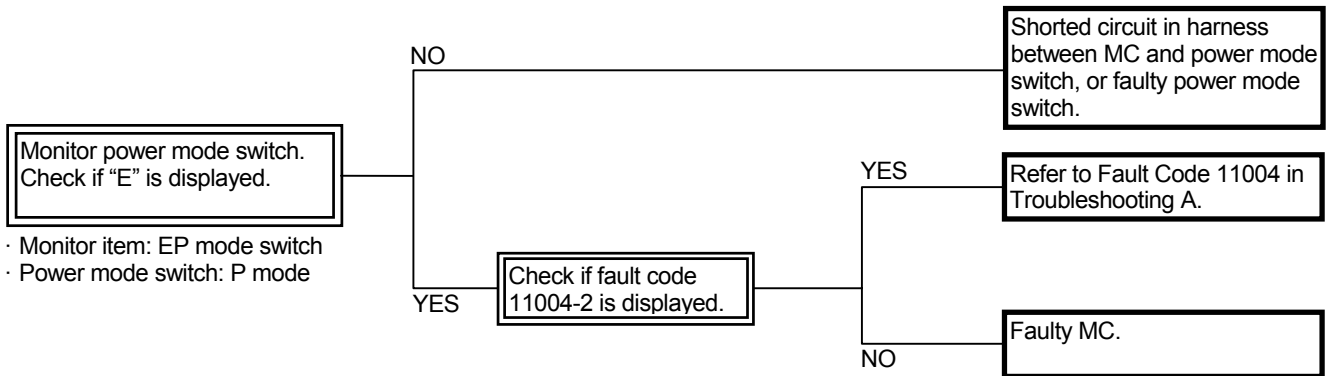 Monitor power mode switch.
Check if “E” is displayed.
· Monitor item: EP mode switch
· Power mode switch: P mode
NO
Shorted circuit in harness
between MC and power mode
switch, or faulty power mode
switch.
YES
Check if fault code
11004-2 is displayed.
YES
Refer to Fault Code 11004 in
Troubleshooting A.
NO
Faulty MC.